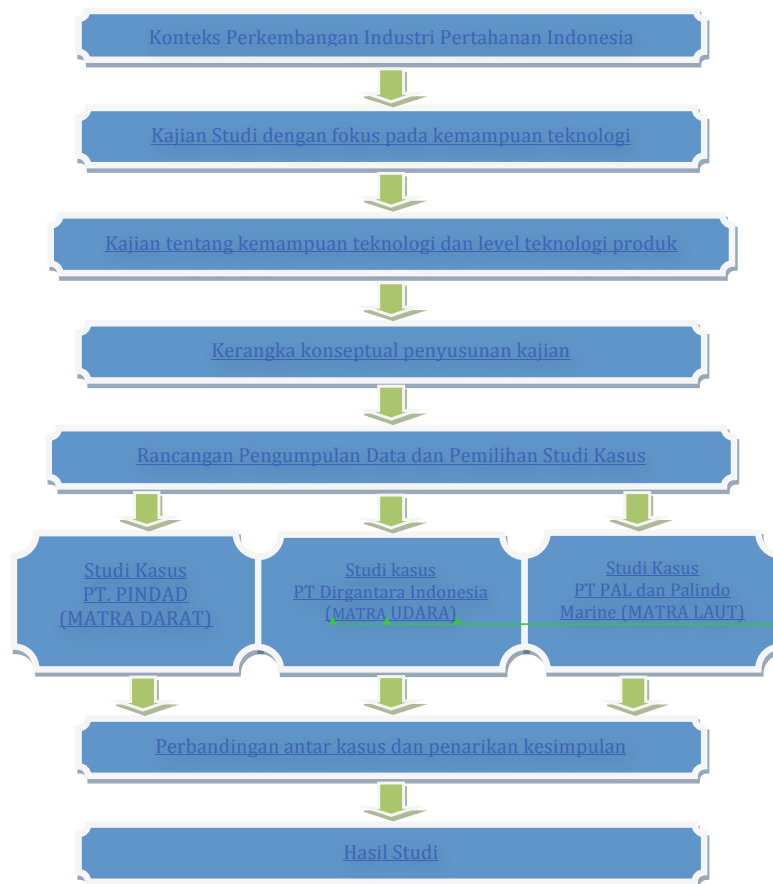 Konteks Perkembangan Industri Pertahanan Indonesia
Kajian Studi dengan fokus pada kemampuan teknologi
Kajian tentang kemampuan teknologi dan level teknologi produk
Kerangka konseptual penyusunan kajian
Rancangan Pengumpulan Data dan Pemilihan Studi Kasus
Studi Kasus
PT. PINDAD
(MATRA DARAT)
Studi kasus
PT Dirgantara Indonesia
(MATRA UDARA)
Studi Kasus
PT PAL dan Palindo
Marine (MATRA LAUT)
Perbandingan antar kasus dan penarikan kesimpulan
Hasil Studi